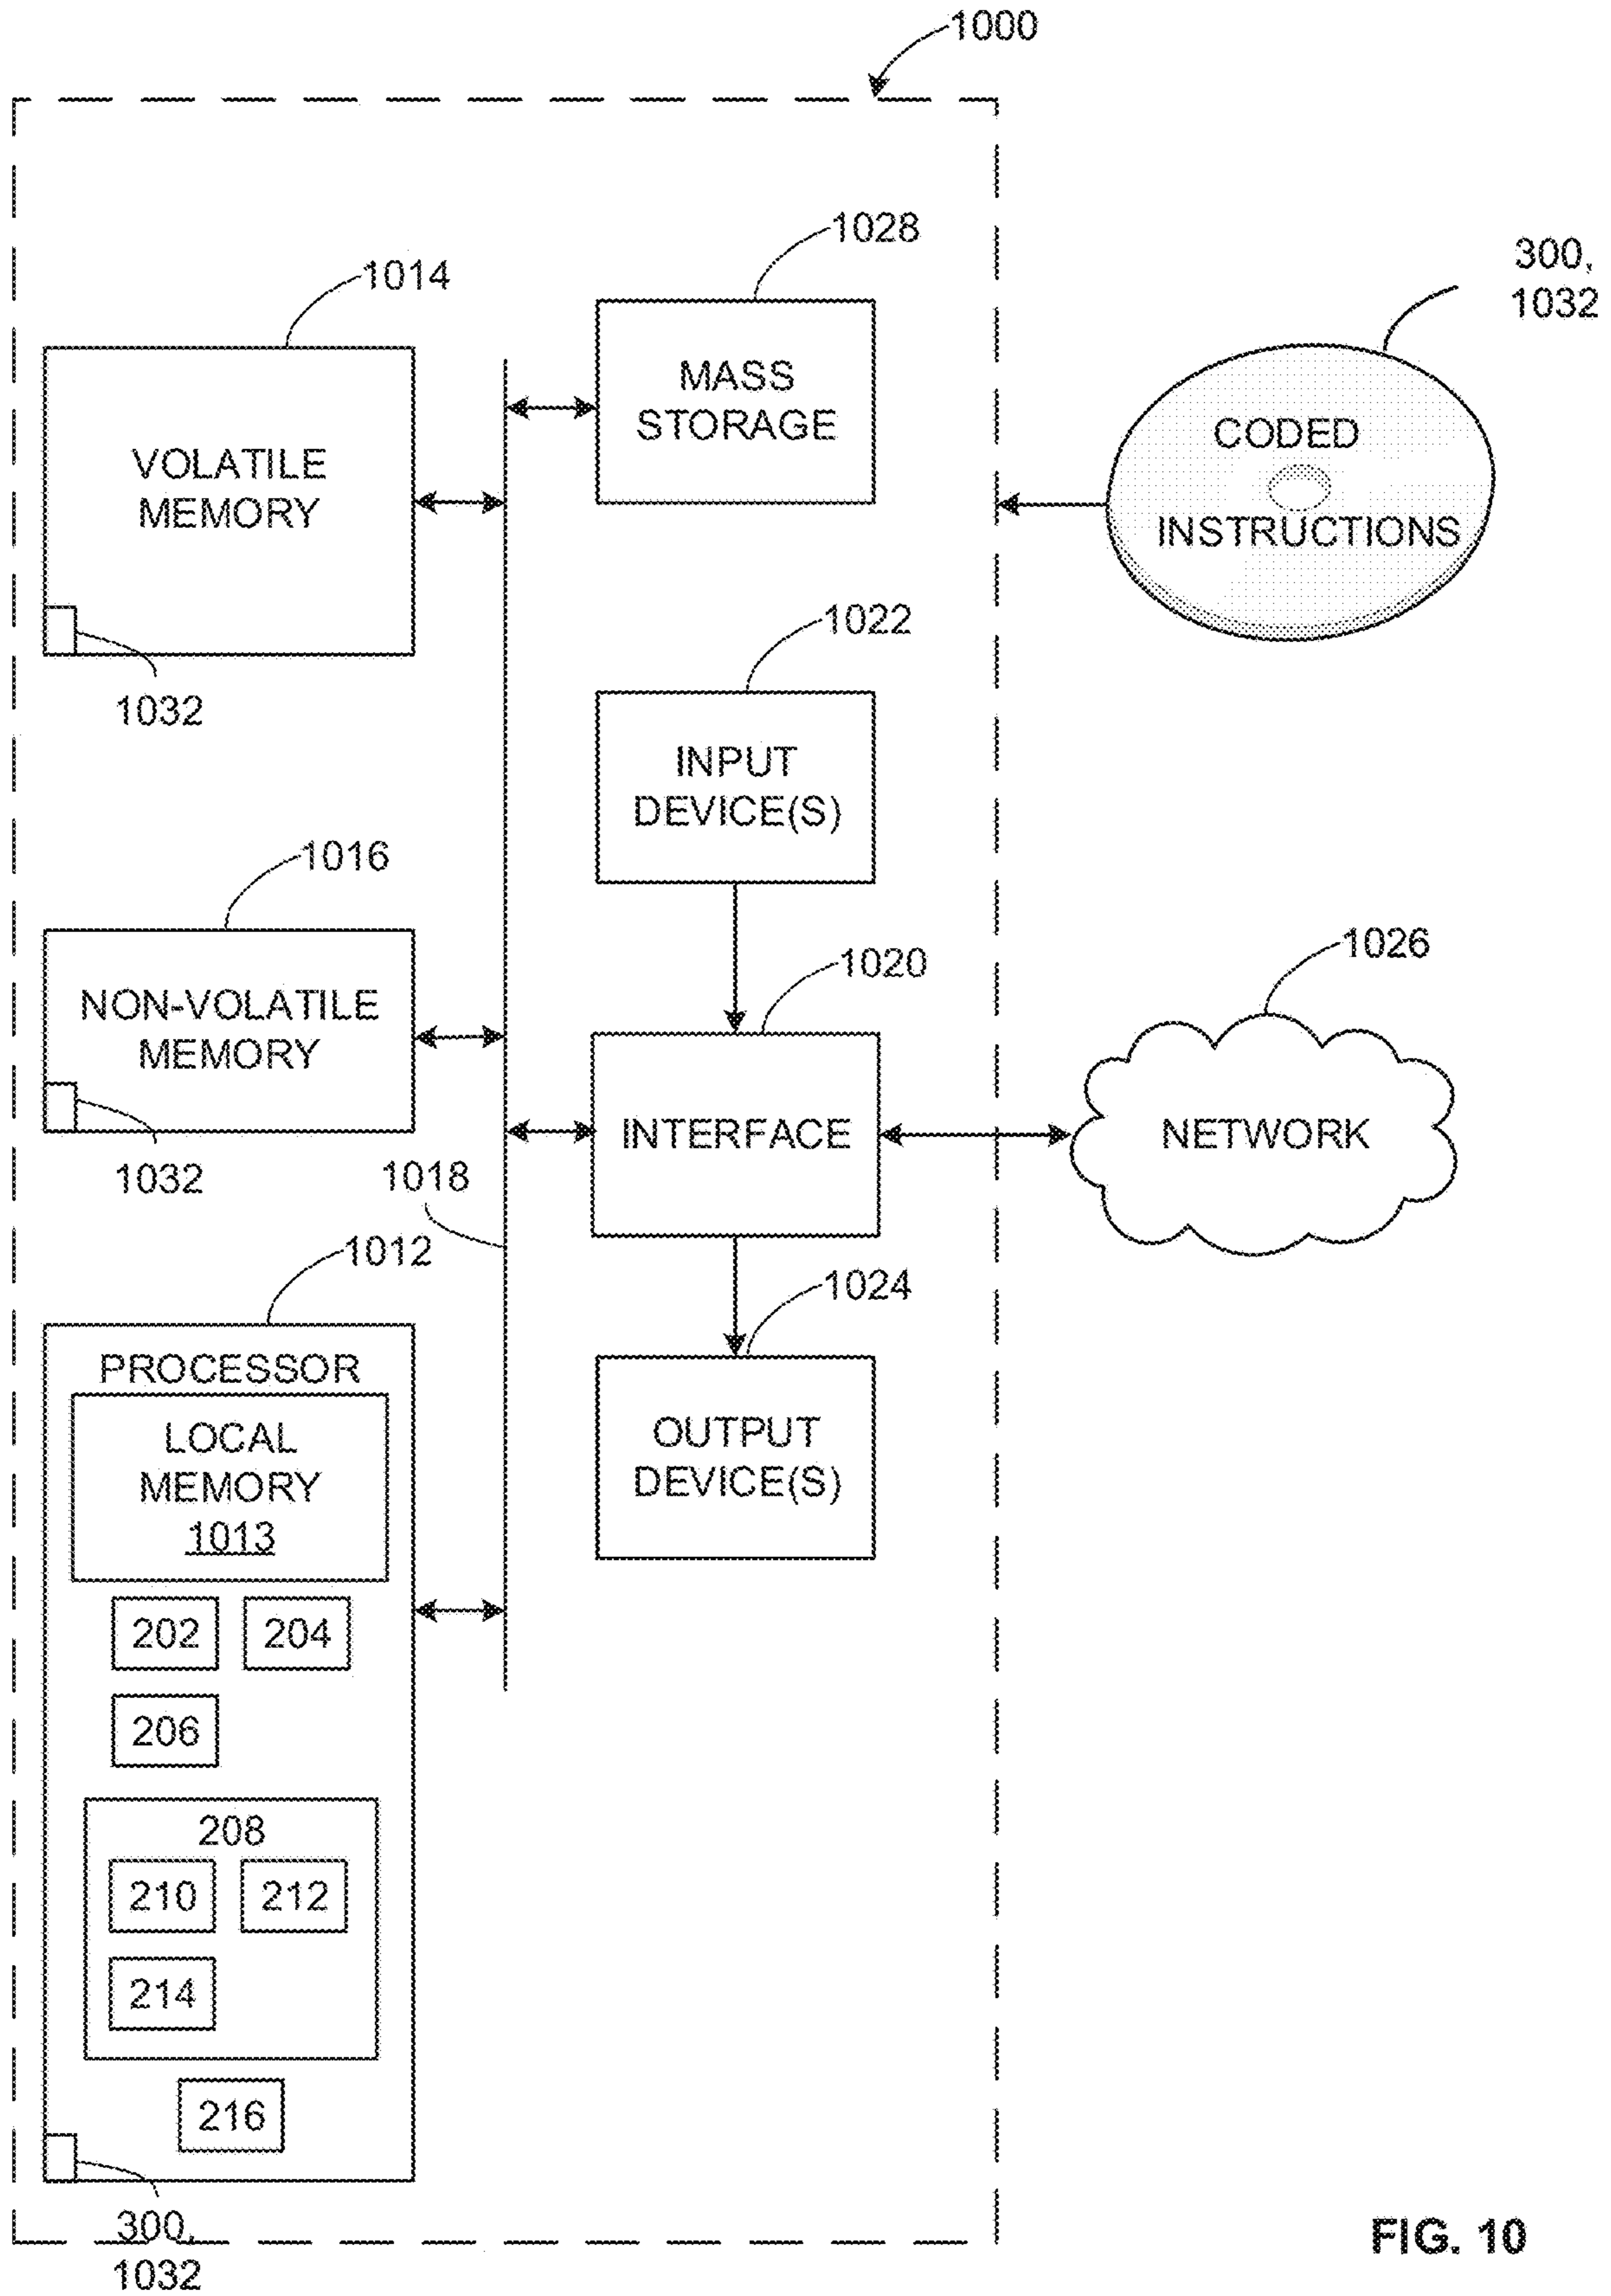 1000
1028
1014
300,
1032
MASS
STORAGE
VOLATILE
MEMORY
CODED
INSTRUCTIONS
1022
1032
INPUT
DEVICE(S)
1016
1020
1026
NON-VOLATILE
MEMORY
INTERFACE
NETWORK
1032
1018
1012
1024
PROCESSOR
LOCAL
MEMORY
1013
OUTPUT
DEVICE(S)
202
204
206
208
210
212
214
216
300,
1032
FIG. 10